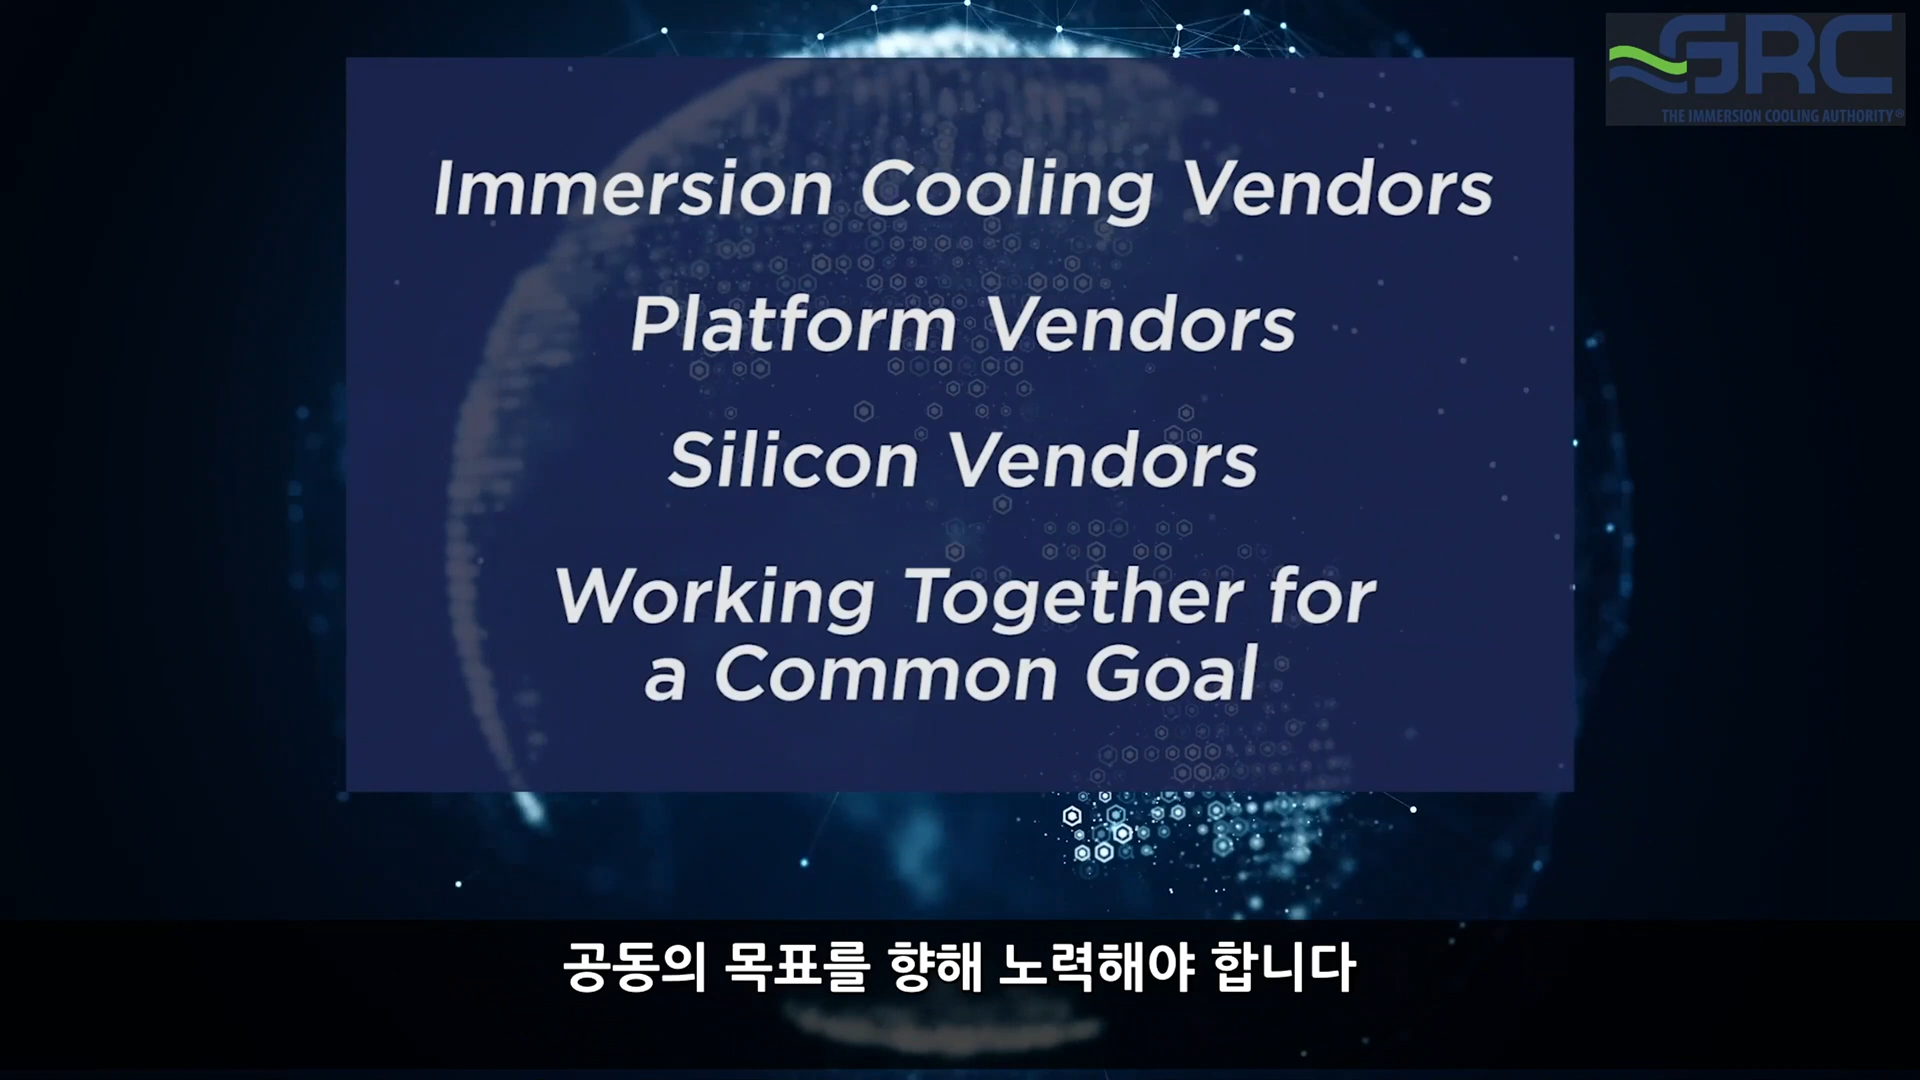 GRC
THE IMMERSION COOLING AUTHORITY®
Immersion Cooling Vendors
Platform Vendors
Silicon Vendors
Working Together for
a Common Goal
공동의 목표를 향해 노력해야 합니다